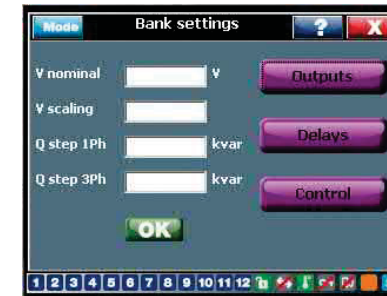 Mode Bank settings ? X
V nominal V Outputs
V scaling
Q step 1Ph kvar Delays
Q step 3Ph kvar
Control
OK
1 2 3 4 5 6 7 8 9 10 11 12